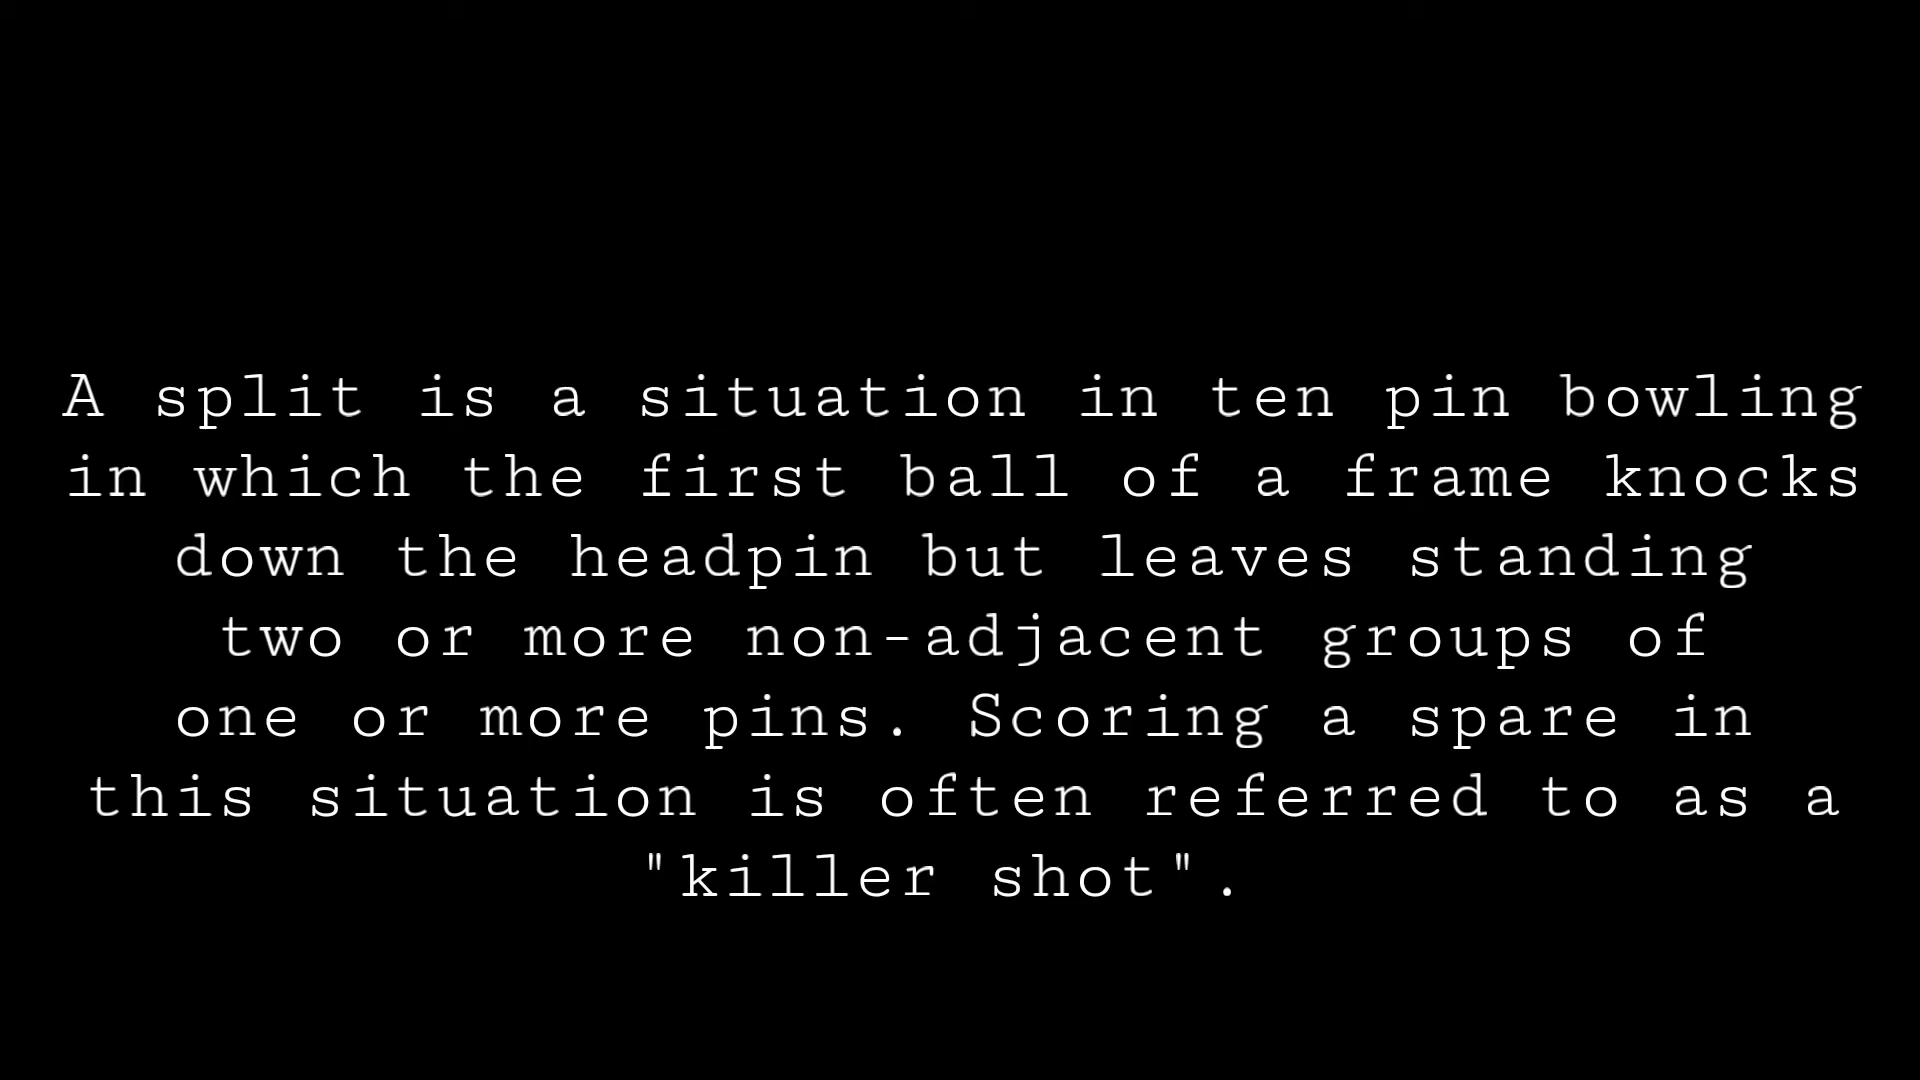 A split is a situation in ten pin bowling
in which the first ball of a frame knocks
down the headpin but leaves standing
two or more non-adjacent groups of
one or more pins. Scoring a spare in
this situation is often referred to as a
"killer shot".